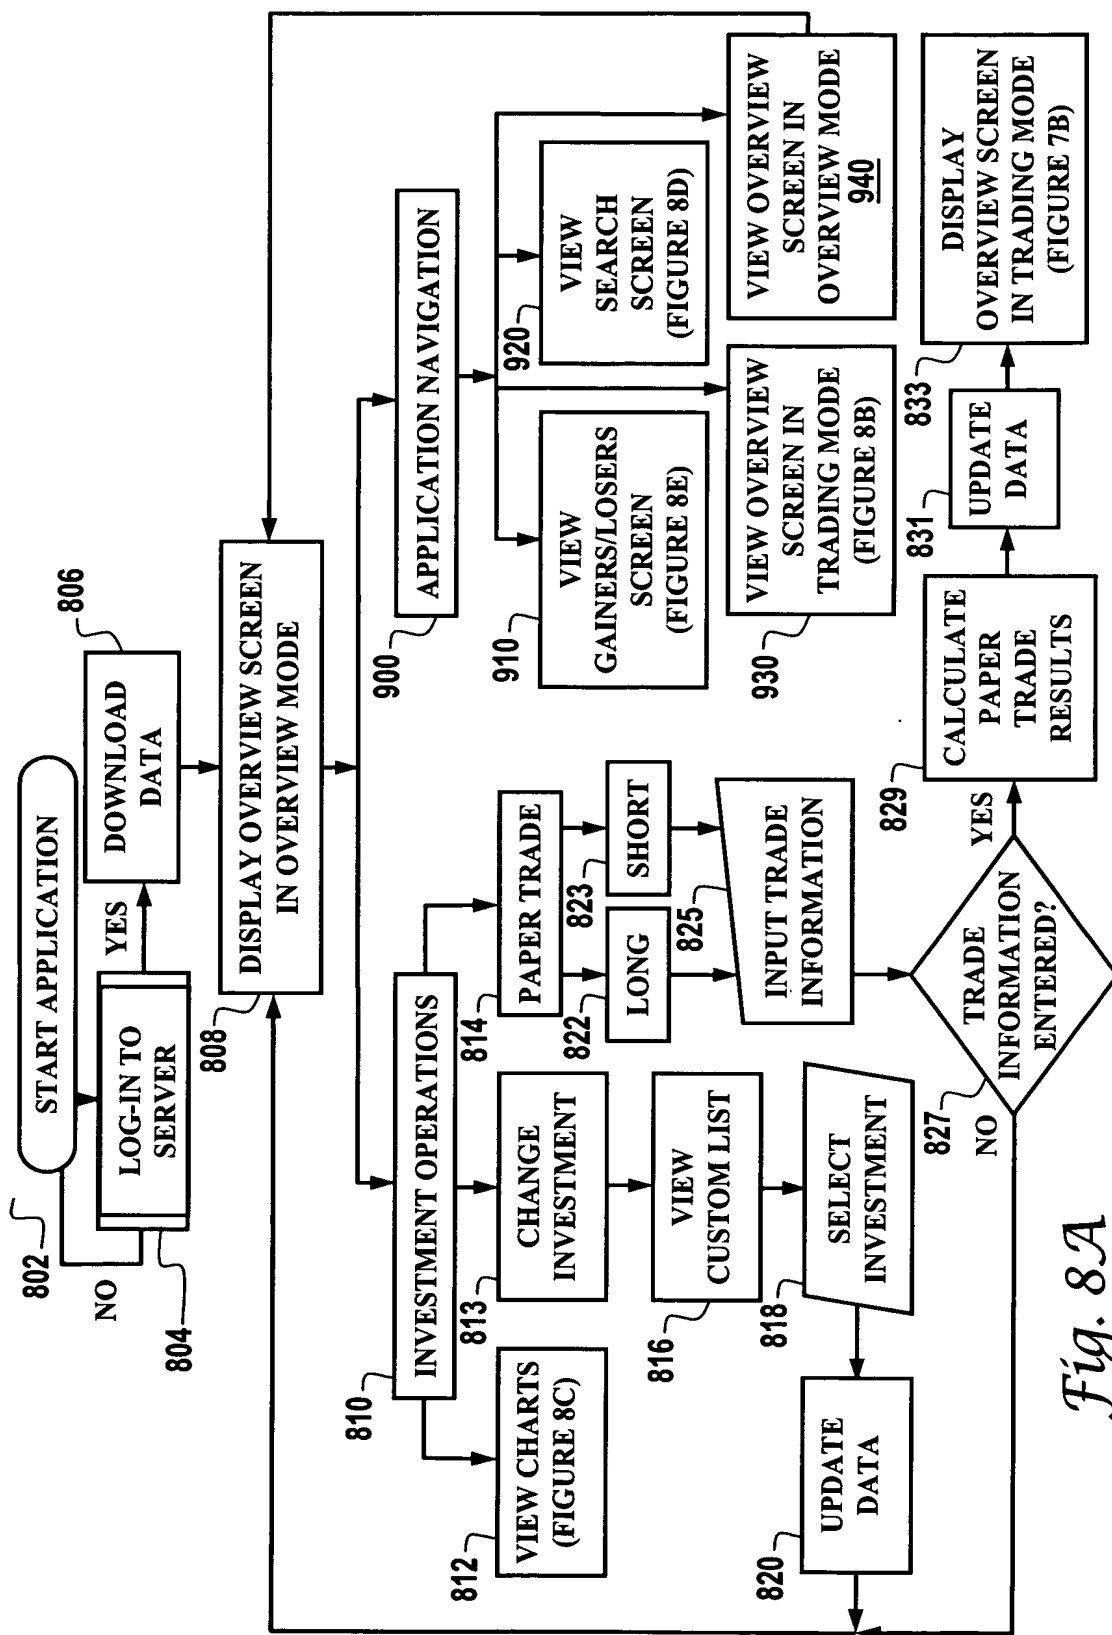 802
START APPLICATION
NO
804
LOG-IN TO
SERVER
YES
806
DOWNLOAD
DATA
808
DISPLAY OVERVIEW SCREEN
IN OVERVIEW MODE
810
INVESTMENT OPERATIONS
900
APPLICATION NAVIGATION
812
VIEW CHARTS
(FIGURE 8C)
813
CHANGE
INVESTMENT
814
PAPER TRADE
816
VIEW
CUSTOM LIST
822
LONG
823
SHORT
818
SELECT
INVESTMENT
825
INPUT TRADE
INFORMATION
820
UPDATE
DATA
827
TRADE
INFORMATION
ENTERED?
NO
YES
829
CALCULATE
PAPER
TRADE
RESULTS
831
UPDATE
DATA
833
DISPLAY
OVERVIEW SCREEN
IN TRADING MODE
(FIGURE 7B)
910
VIEW
GAINERS/LOSERS
SCREEN
(FIGURE 8E)
920
VIEW
SEARCH
SCREEN
(FIGURE 8D)
930
VIEW OVERVIEW
SCREEN IN
TRADING MODE
(FIGURE 8B)
VIEW OVERVIEW
SCREEN IN
OVERVIEW MODE
940
Fig. 8A